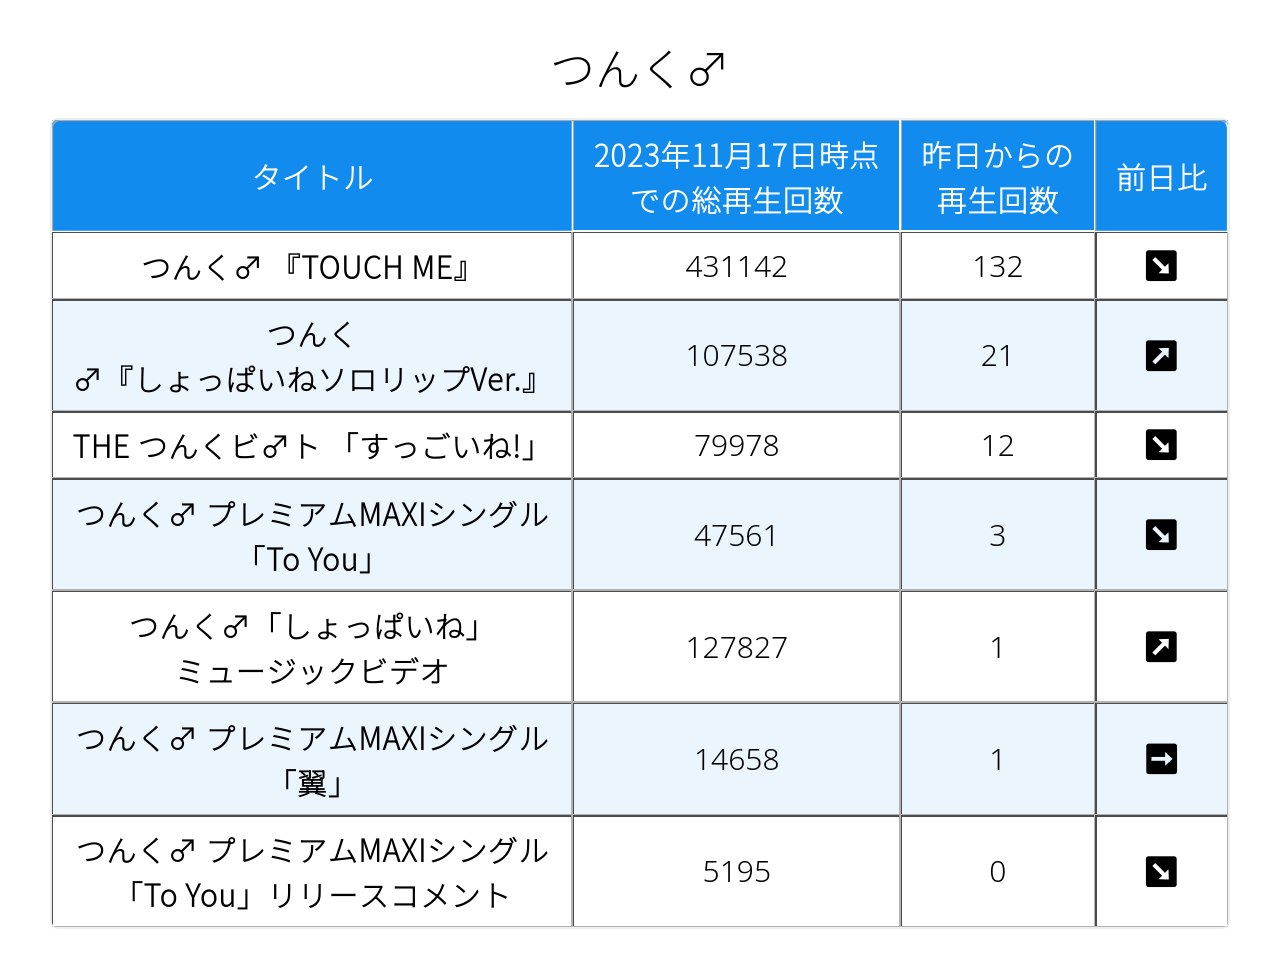 つんく♂
タイトル
2023年11月17日時点
での総再生回数
昨日からの
再生回数
前日比
つんく♂ 『TOUCH ME』
431142
132
↘
つんく
♂『しょっぱいねソロリップVer.』
107538
21
↗
THE つんくビ♂ト 「すっごいね!」
79978
12
↘
つんく♂ プレミアムMAXIシングル
「To You」
47561
3
↘
つんく♂「しょっぱいね」
ミュージックビデオ
127827
1
↗
つんく♂ プレミアムMAXIシングル
「翼」
14658
1
→
つんく♂ プレミアムMAXIシングル
「To You」リリースコメント
5195
0
↘